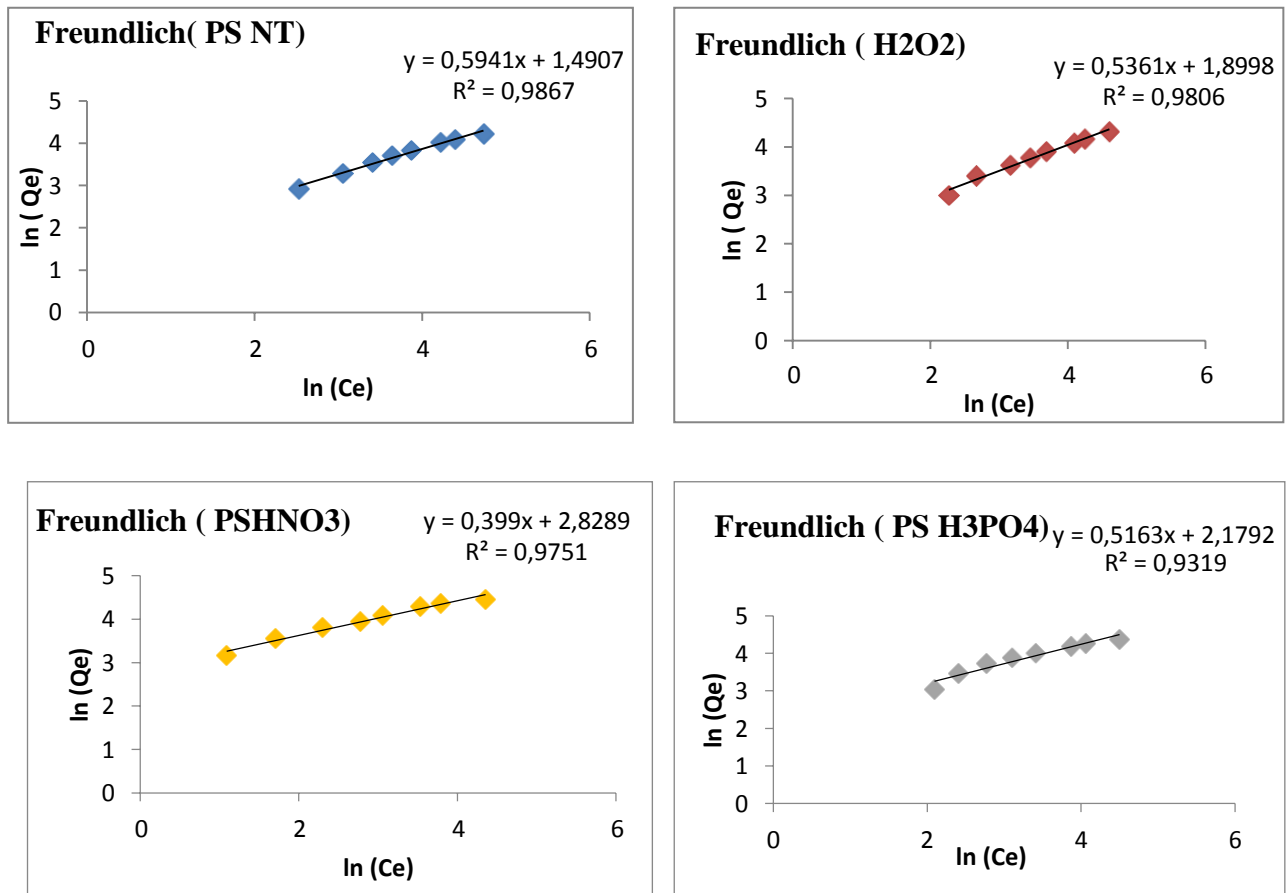 Freundlich( PS NT)
y = 0,5941x + 1,4907
R² = 0,9867
5
4
3
2
1
0
ln ( Qe)
0 2 4 6
ln (Ce)
Freundlich ( H2O2)
y = 0,5361x + 1,8998
R² = 0,9806
5
4
3
2
1
0
ln ( Qe)
0 2 4 6
ln (Ce)
Freundlich ( PSHNO3)
y = 0,399x + 2,8289
R² = 0,9751
5
4
3
2
1
0
ln (Qe)
0 2 4 6
ln (Ce)
Freundlich ( PS H3PO4)
y = 0,5163x + 2,1792
R² = 0,9319
5
4
3
2
1
0
ln (Qe)
0 2 4 6
ln (Ce)